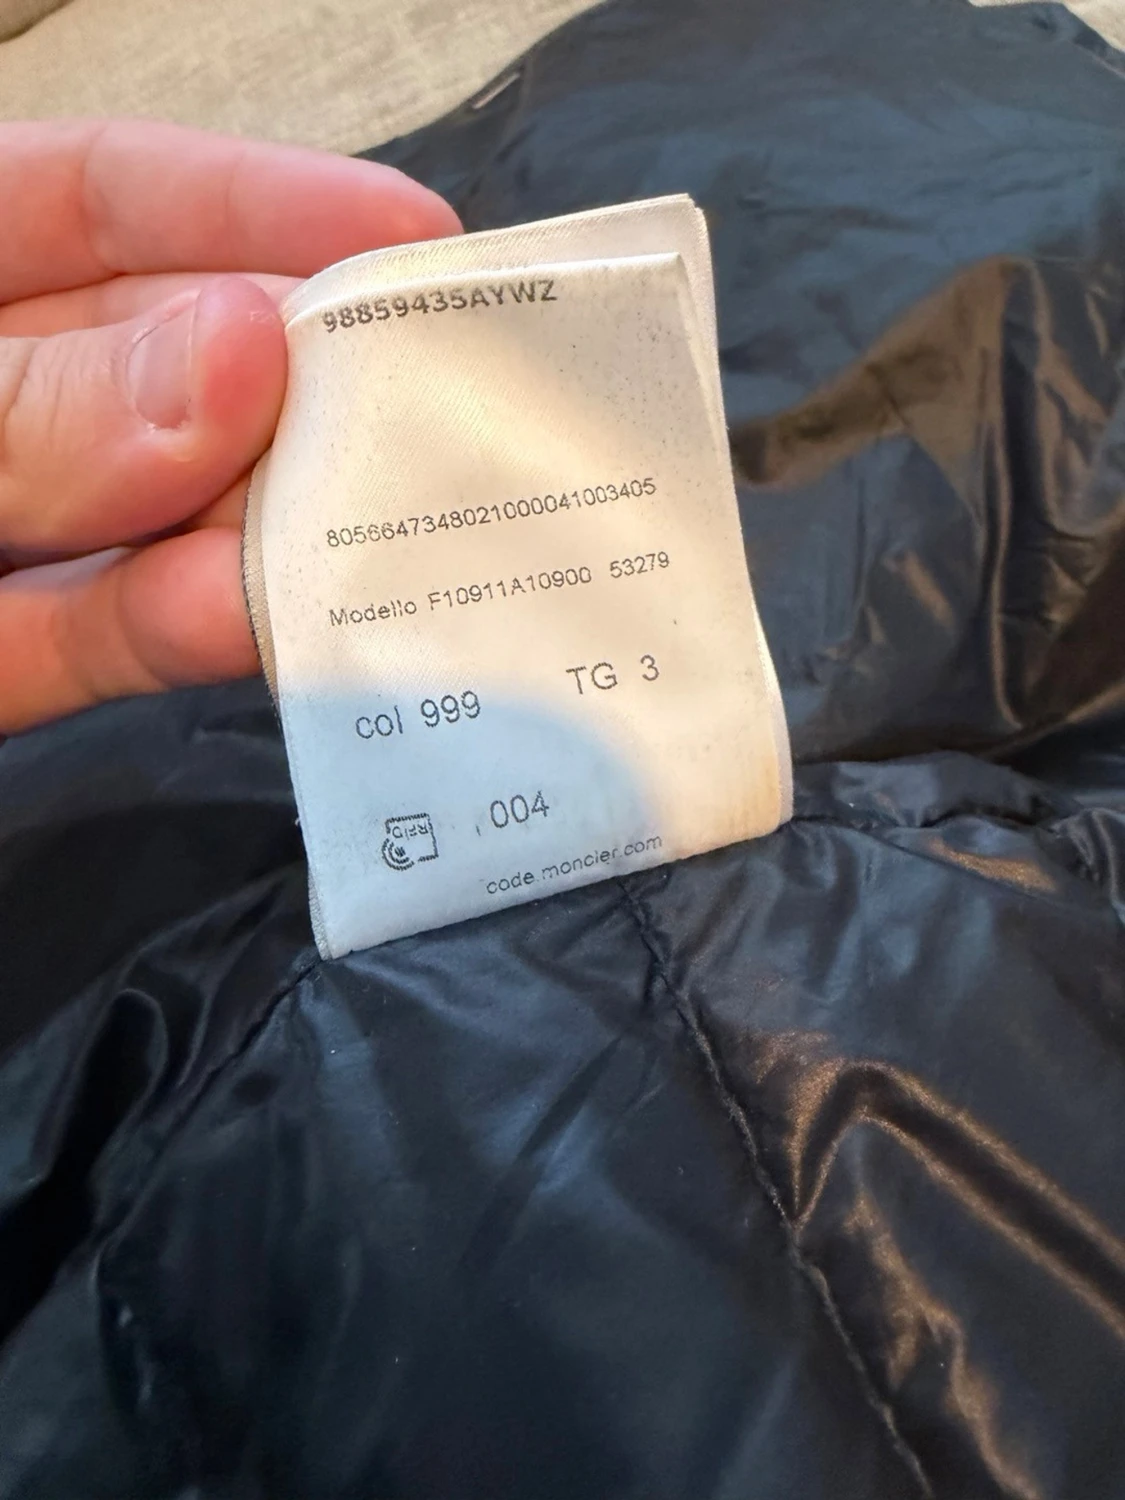 98859435AYWZ
8056647348021000041003405
Modello F10911A10900 53279
col 999 TG 3
RFID
004
code.moncler.com